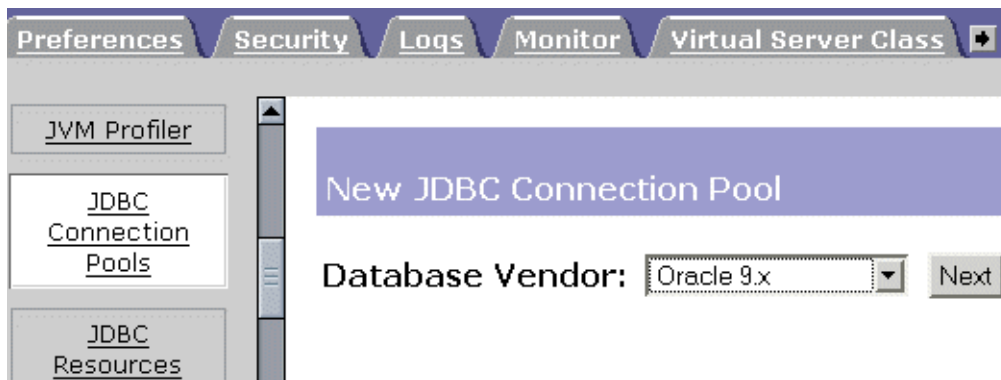 Preferences Security Logs Monitor Virtual Server Class
JVM Profiler
JDBC
Connection
Pools
JDBC
Resources
New JDBC Connection Pool
Database Vendor: Oracle 9.x Next